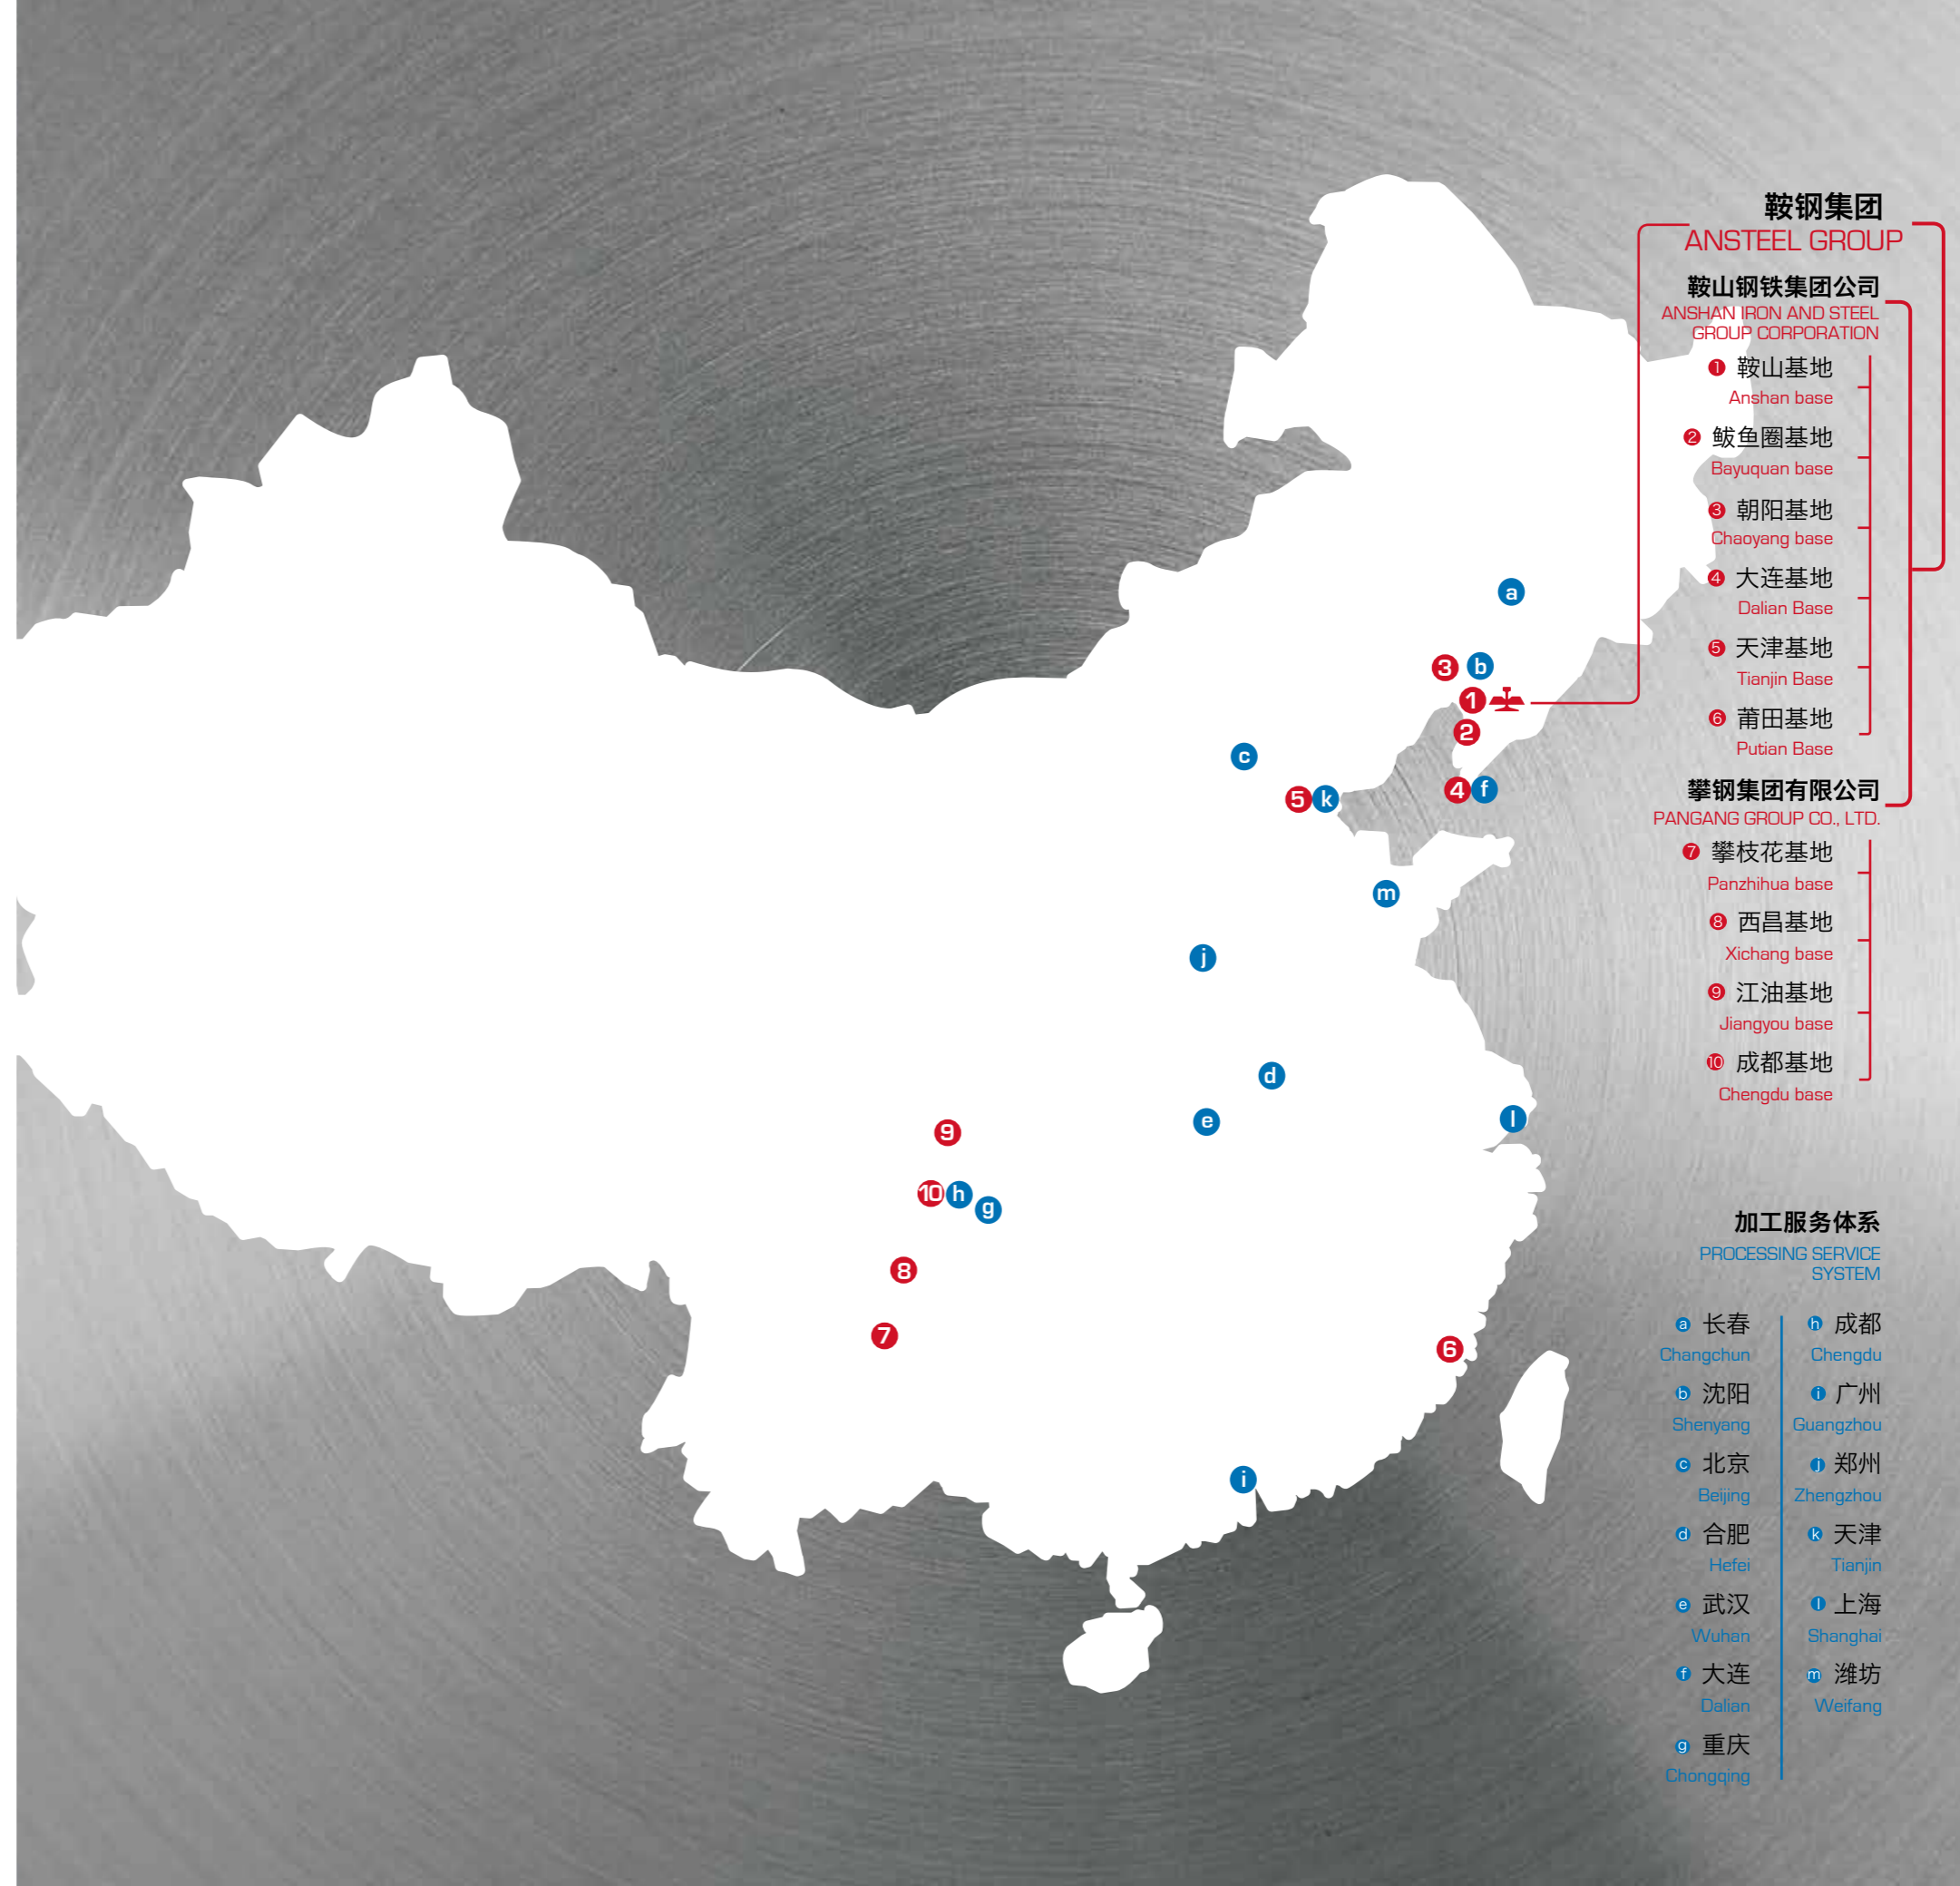 鞍钢集团
ANSTEEL GROUP
鞍山钢铁集团公司
ANSHAN IRON AND STEEL
GROUP CORPORATION
1 鞍山基地
Anshan base
2 鲅鱼圈基地
Bayuquan base
3 朝阳基地
Chaoyang base
4 大连基地
Dalian Base
5 天津基地
Tianjin Base
6 莆田基地
Putian Base
攀钢集团有限公司
PANGANG GROUP CO., LTD.
7 攀枝花基地
Panzhihua base
8 西昌基地
Xichang base
9 江油基地
Jiangyou base
10 成都基地
Chengdu base
加工服务体系
PROCESSING SERVICE
SYSTEM
a 长春
Changchun
b 沈阳
Shenyang
c 北京
Beijing
d 合肥
Hefei
e 武汉
Wuhan
f 大连
Dalian
g 重庆
Chongqing
h 成都
Chengdu
i 广州
Guangzhou
j 郑州
Zhengzhou
k 天津
Tianjin
l 上海
Shanghai
m 潍坊
Weifang
a
3 b
1
2
c
5 k
4 f
m
j
d
e
l
9
10 h
g
8
7
6
i